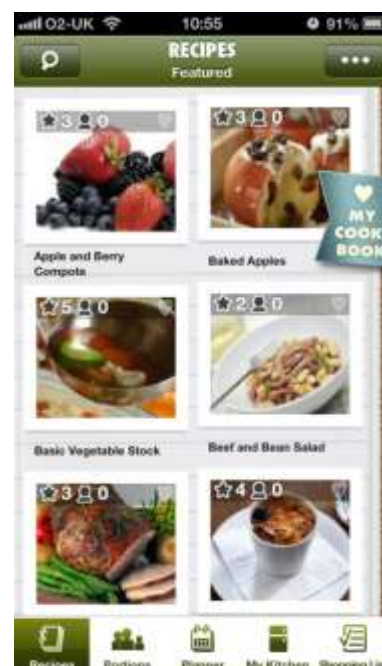 O2-UK 10:55 91%
RECIPES
Featured
3 0
3 0
MY
COOK
BOOK
Apple and Berry
Compote
Baked Apples
5 0
2 0
Basic Vegetable Stock
Beef and Bean Salad
3 0
4 0
Recipes Portions Planner My Kitchen Shopping Li